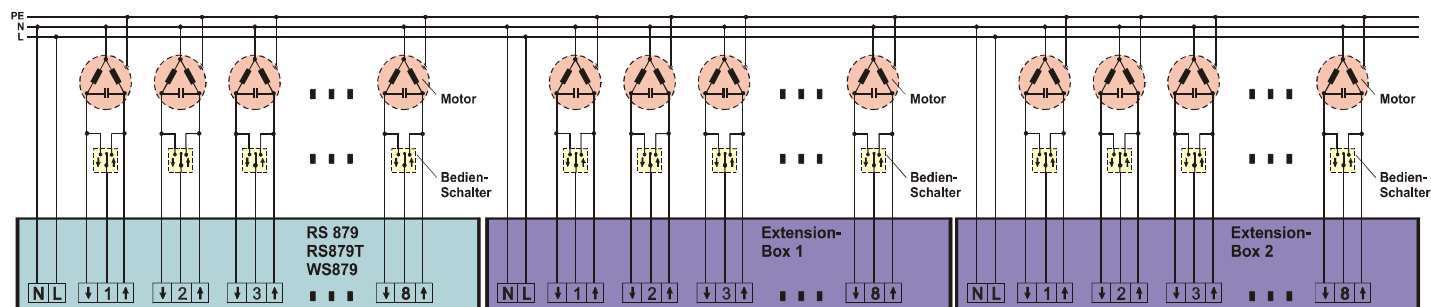 PE
N
L
Motor
Motor
Motor
Bedien-
Schalter
Bedien-
Schalter
Bedien-
Schalter
RS 879
RS879T
WS879
Extension-
Box 1
Extension-
Box 2
N L ↓ 1 ↑ ↓ 2 ↑ ↓ 3 ↑ ↓ 8 ↑
N L ↓ 1 ↑ ↓ 2 ↑ ↓ 3 ↑ ↓ 8 ↑
N L ↓ 1 ↑ ↓ 2 ↑ ↓ 3 ↑ ↓ 8 ↑